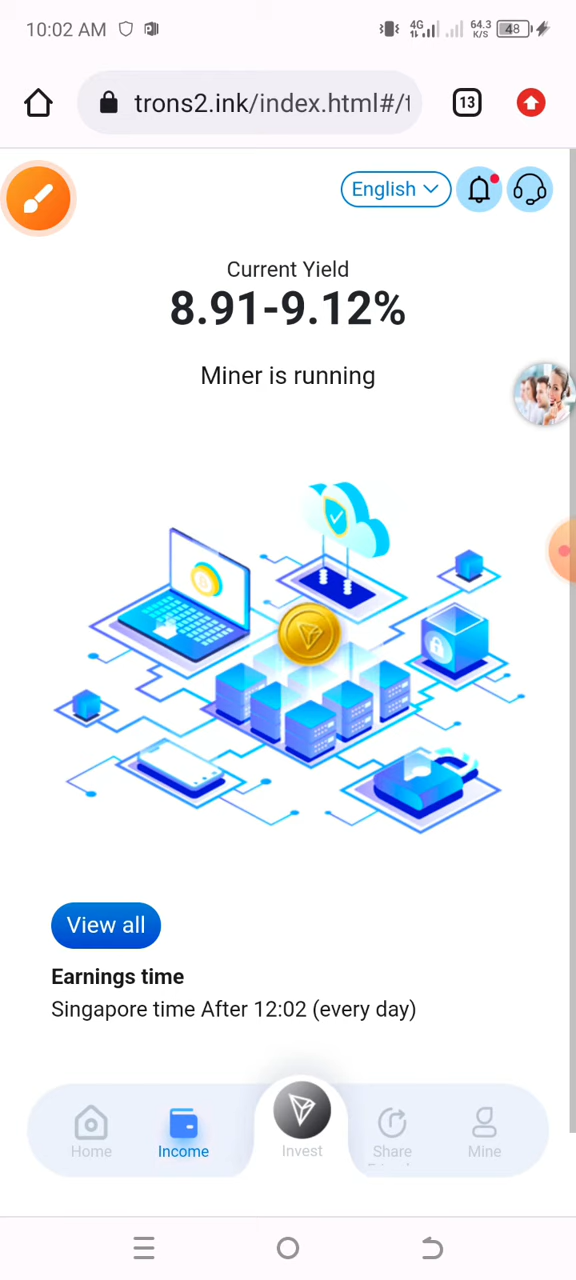 10:02 AM
4G
64.3
K/S
48
trons2.ink/index.html#/t
13
English
Current Yield
8.91-9.12%
Miner is running
View all
Earnings time
Singapore time After 12:02 (every day)
Home
Income
Invest
Share
Mine